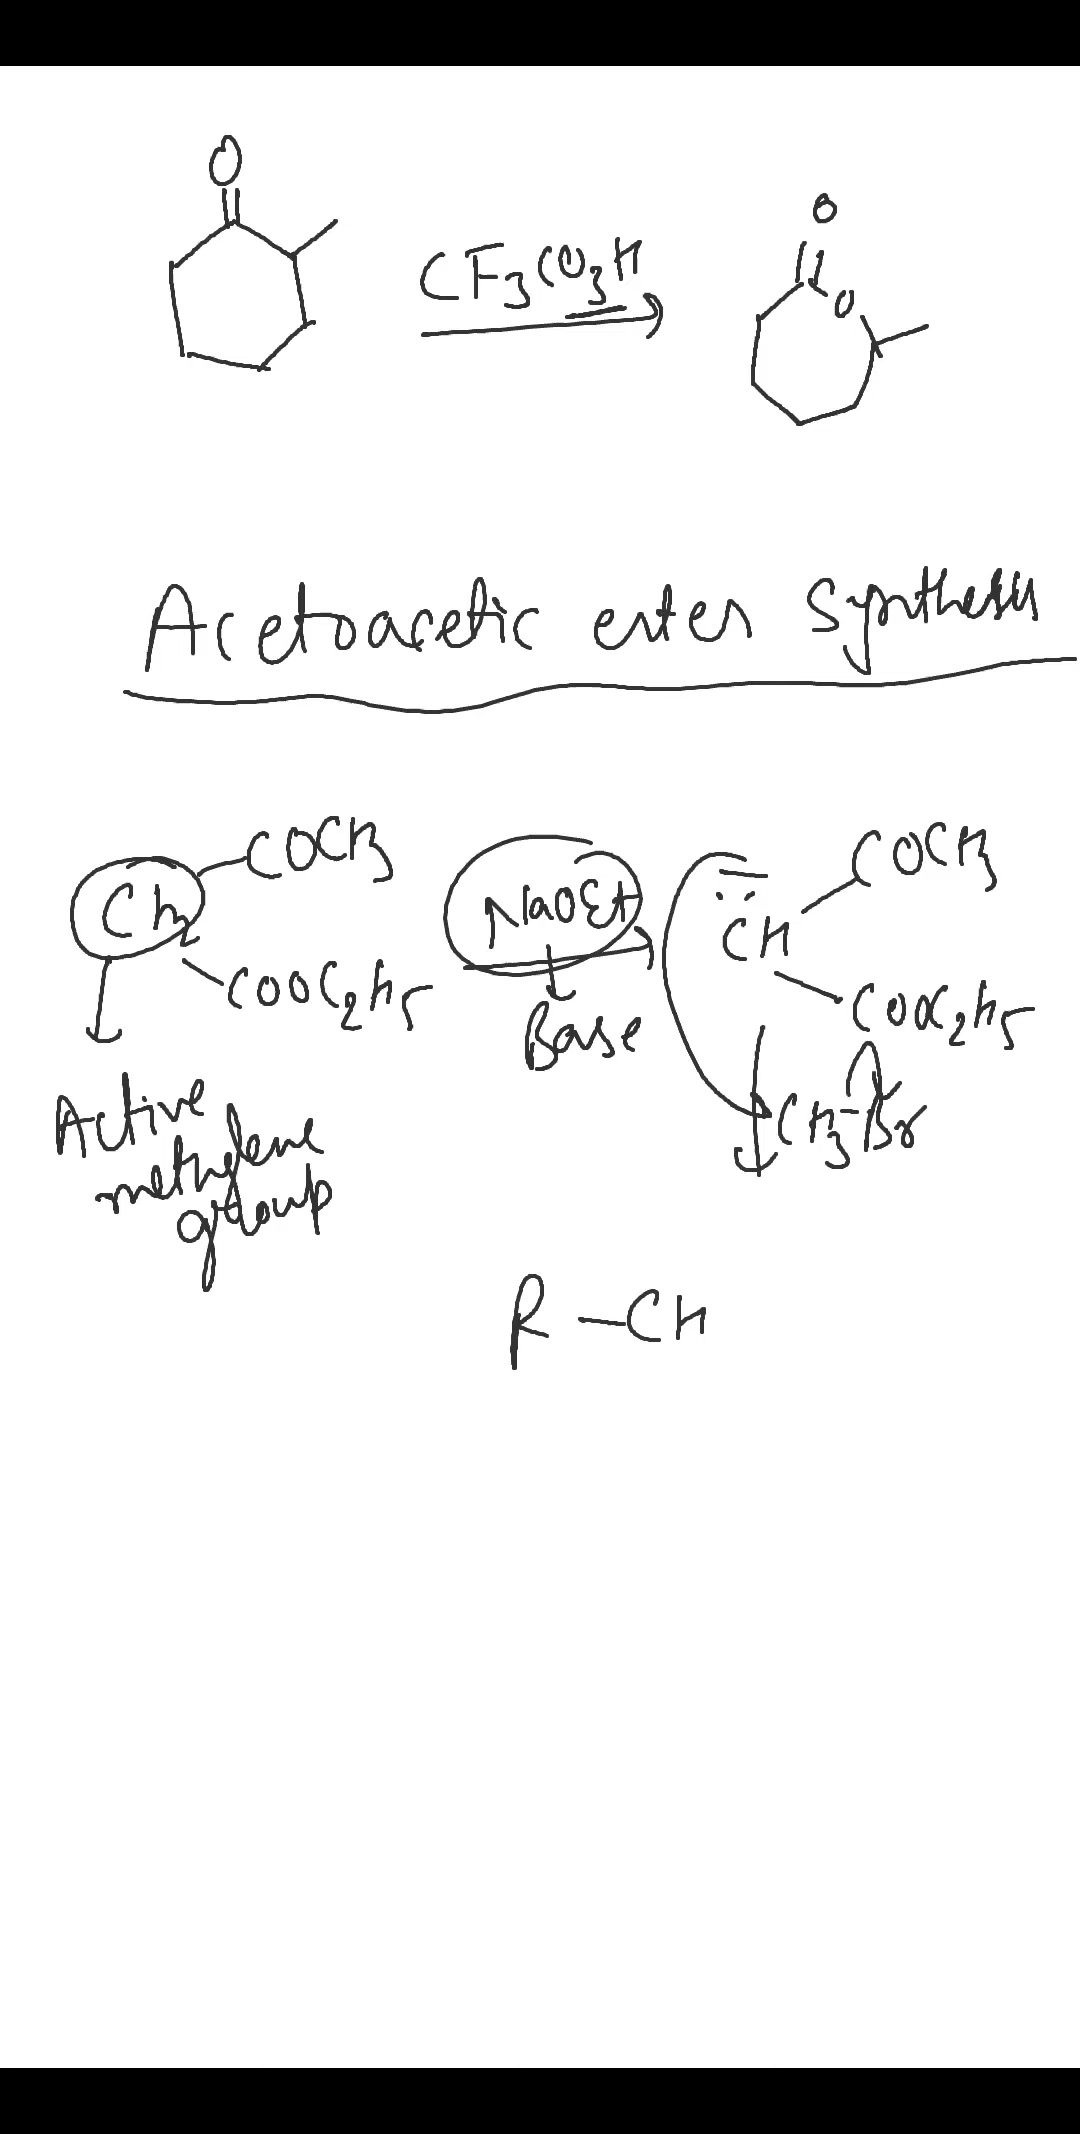 O
CF3CO3H
O
O
Acetoacetic ester Synthesis
CH2
COCH3
COOC2H5
NaOEt
Base
CH
COCH3
COOC2H5
CH3-Br
Active
methylene
group
R-CH